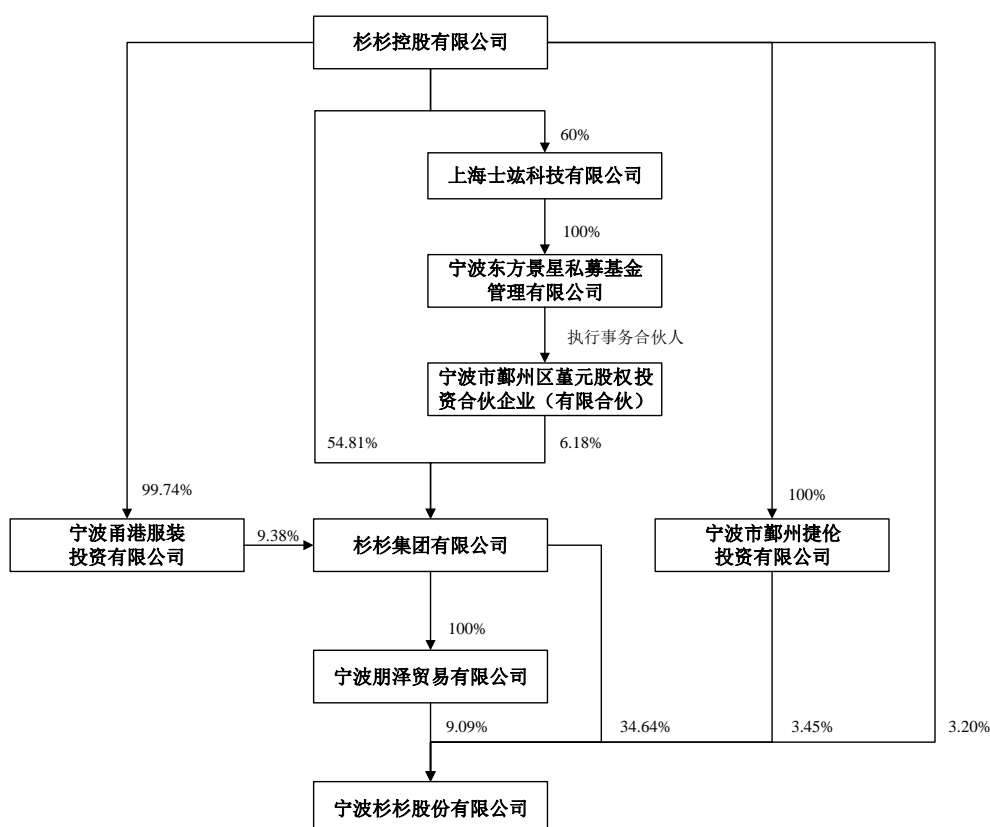 杉杉控股有限公司
60%
上海士竑科技有限公司
100%
宁波东方景星私募基金
管理有限公司
执行事务合伙人
宁波市鄞州区堇元股权投
资合伙企业（有限合伙）
54.81%
6.18%
99.74%
100%
宁波甬港服装
投资有限公司
9.38%
杉杉集团有限公司
宁波市鄞州捷伦
投资有限公司
100%
宁波朋泽贸易有限公司
9.09%
34.64%
3.45%
3.20%
宁波杉杉股份有限公司